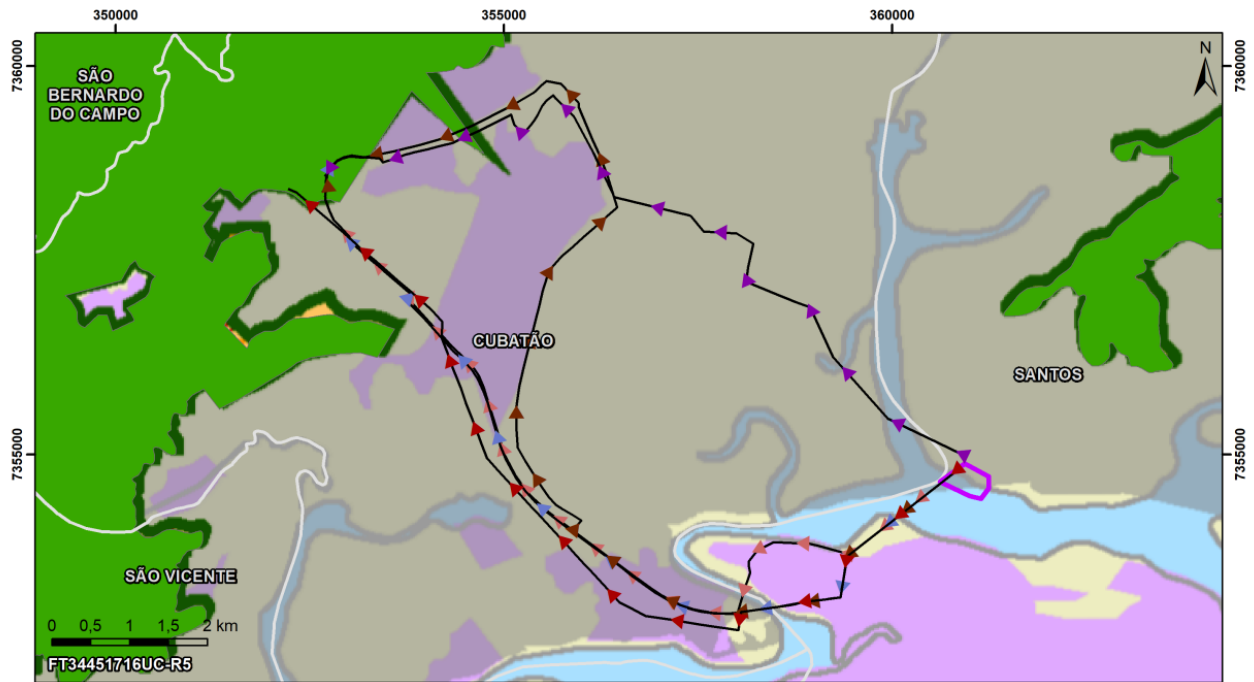 350000
355000
360000
7360000
7360000
N
SÃO
BERNARDO
DO CAMPO
CUBATÃO
SANTOS
7355000
7355000
SÃO VICENTE
0 0,5 1 1,5 2 km
FT34451716UC-R5